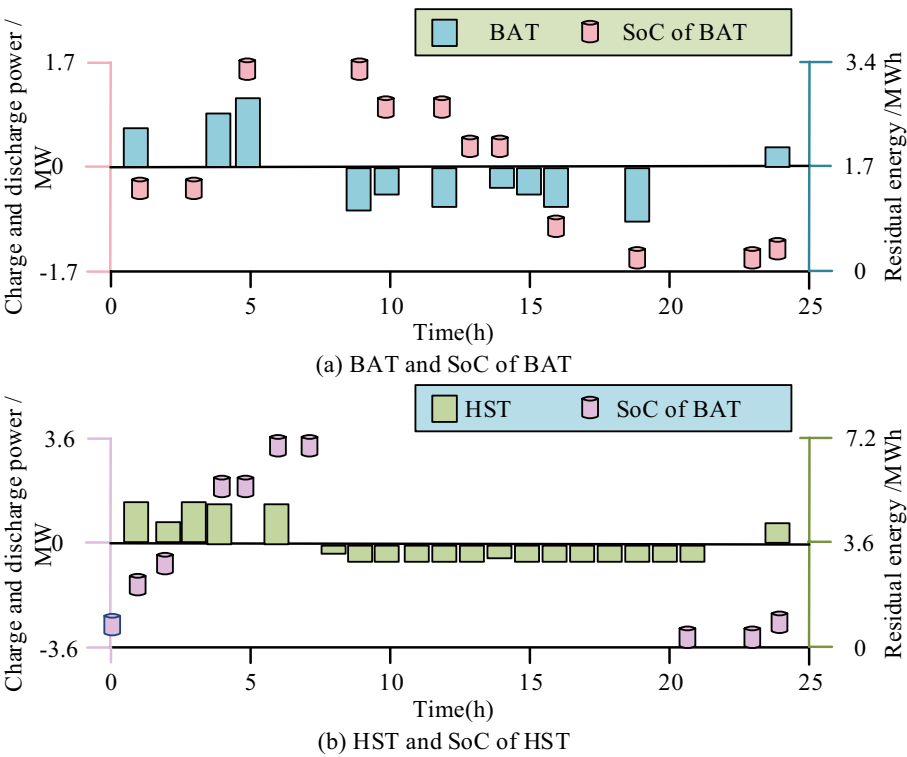 BAT SoC of BAT
Charge and discharge power /
MW
1.7
0
-1.7
3.4
1.7
0
Residual energy /MWh
0 5 10 15 20 25
Time(h)
(a) BAT and SoC of BAT
HST SoC of BAT
Charge and discharge power /
MW
3.6
0
-3.6
7.2
3.6
0
Residual energy /MWh
0 5 10 15 20 25
Time(h)
(b) HST and SoC of HST